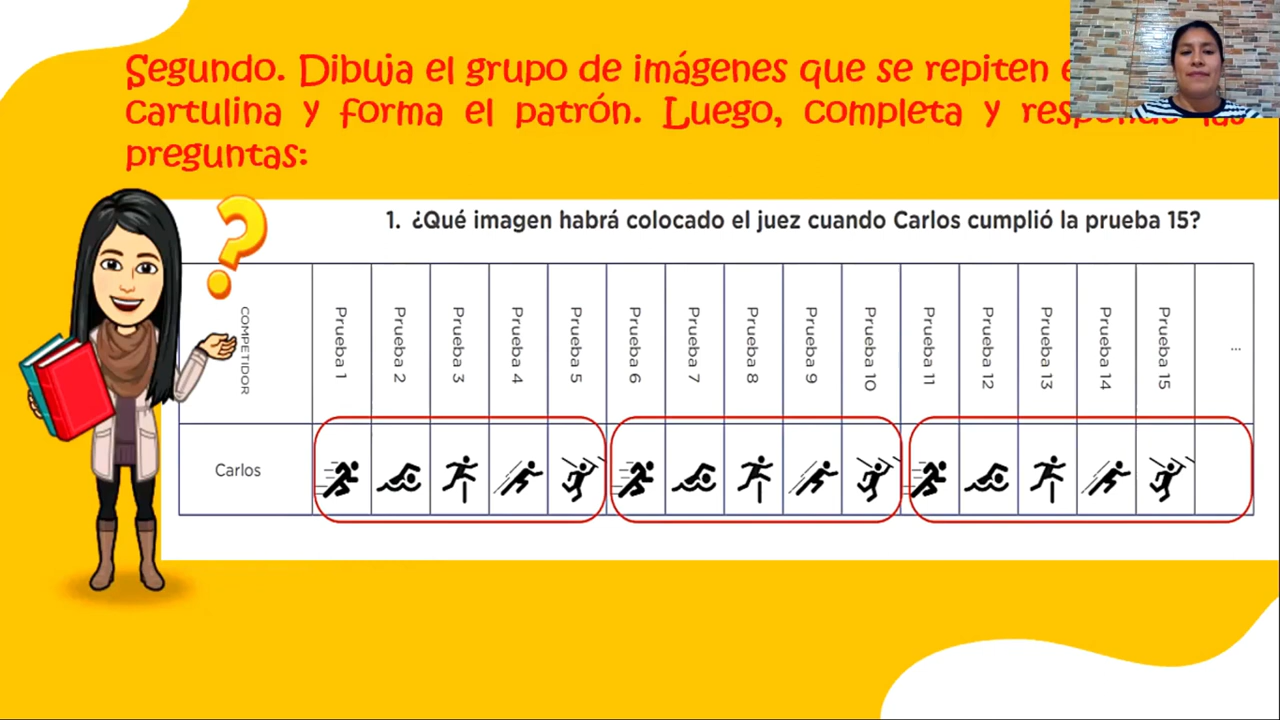 Segundo. Dibuja el grupo de imágenes que se repiten
cartulina y forma el patrón. Luego, completa y
preguntas:
1. ¿Qué imagen habrá colocado el juez cuando Carlos cumplió la prueba 15?
COMPETIDOR
Prueba 1
Prueba 2
Prueba 3
Prueba 4
Prueba 5
Prueba 6
Prueba 7
Prueba 8
Prueba 9
Prueba 10
Prueba 11
Prueba 12
Prueba 13
Prueba 14
Prueba 15
...
Carlos